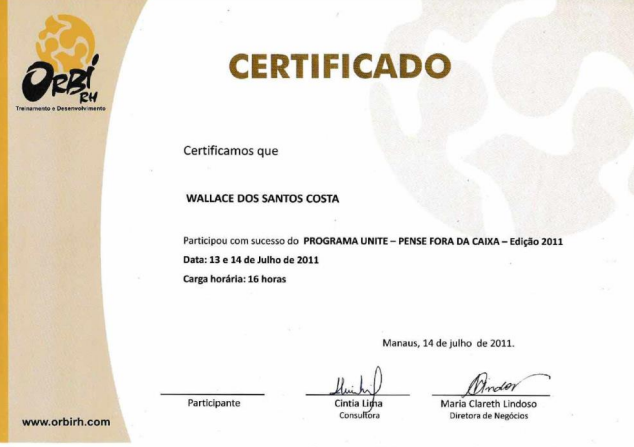 ORBÍ
RH
Treinamento e Desenvolvimento
CERTIFICADO
Certificamos que
WALLACE DOS SANTOS COSTA
Participou com sucesso do PROGRAMA UNITE – PENSE FORA DA CAIXA – Edição 2011
Data: 13 e 14 de Julho de 2011
Carga horária: 16 horas
Manaus, 14 de julho de 2011.
Participante
Cintia Lima
Consultora
Maria Clareth Lindoso
Diretora de Negócios
www.orbirh.com